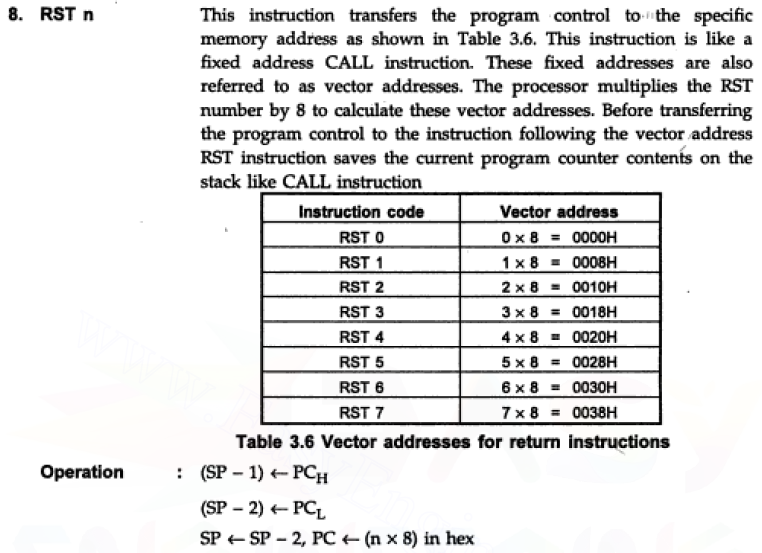 8. RST n This instruction transfers the program control to the specific
memory address as shown in Table 3.6. This instruction is like a
fixed address CALL instruction. These fixed addresses are also
referred to as vector addresses. The processor multiplies the RST
number by 8 to calculate these vector addresses. Before transferring
the program control to the instruction following the vector address
RST instruction saves the current program counter contents on the
stack like CALL instruction
Instruction code Vector address
RST 0 0 × 8 = 0000H
RST 1 1 × 8 = 0008H
RST 2 2 × 8 = 0010H
RST 3 3 × 8 = 0018H
RST 4 4 × 8 = 0020H
RST 5 5 × 8 = 0028H
RST 6 6 × 8 = 0030H
RST 7 7 × 8 = 0038H
Table 3.6 Vector addresses for return instructions
Operation : (SP – 1) ← PCH
(SP – 2) ← PCL
SP ← SP – 2, PC ← (n × 8) in hex